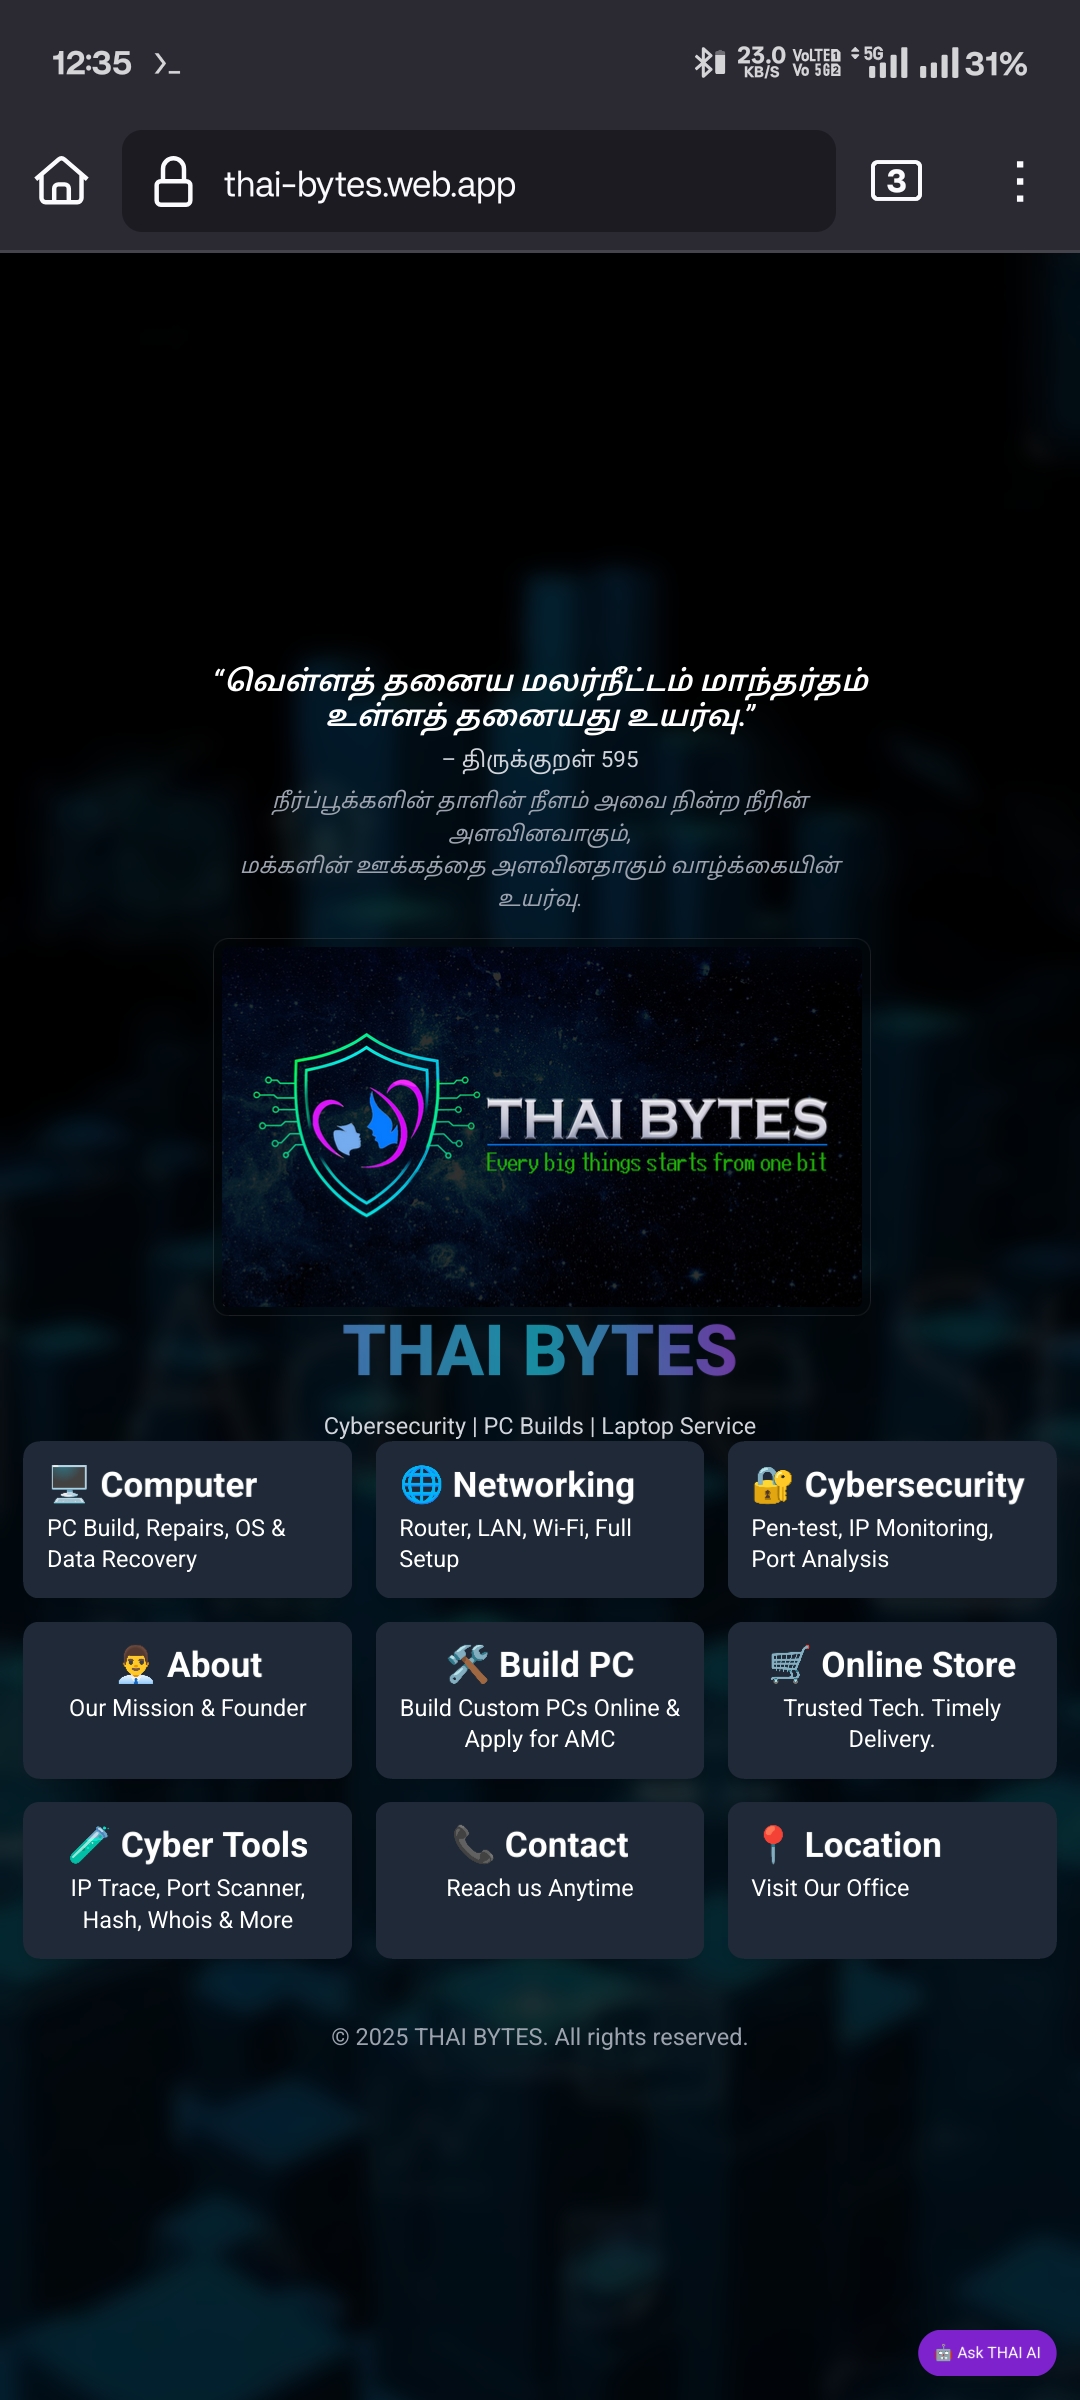 12:35
23.0 KB/S VoLTE1 Vo 5G2 5G 31%
thai-bytes.web.app
3
“வெள்ளத் தனைய மலர்நீட்டம் மாந்தர்தம்
உள்ளத் தனையது உயர்வு.”
– திருக்குறள் 595
நீர்ப்பூக்களின் தாளின் நீளம் அவை நின்ற நீரின்
அளவினவாகும்,
மக்களின் ஊக்கத்தை அளவினதாகும் வாழ்க்கையின்
உயர்வு.
THAI BYTES
Every big things starts from one bit
THAI BYTES
Cybersecurity | PC Builds | Laptop Service
Computer
PC Build, Repairs, OS &
Data Recovery
Networking
Router, LAN, Wi-Fi, Full
Setup
Cybersecurity
Pen-test, IP Monitoring,
Port Analysis
About
Our Mission & Founder
Build PC
Build Custom PCs Online &
Apply for AMC
Online Store
Trusted Tech. Timely
Delivery.
Cyber Tools
IP Trace, Port Scanner,
Hash, Whois & More
Contact
Reach us Anytime
Location
Visit Our Office
© 2025 THAI BYTES. All rights reserved.
Ask THAI AI